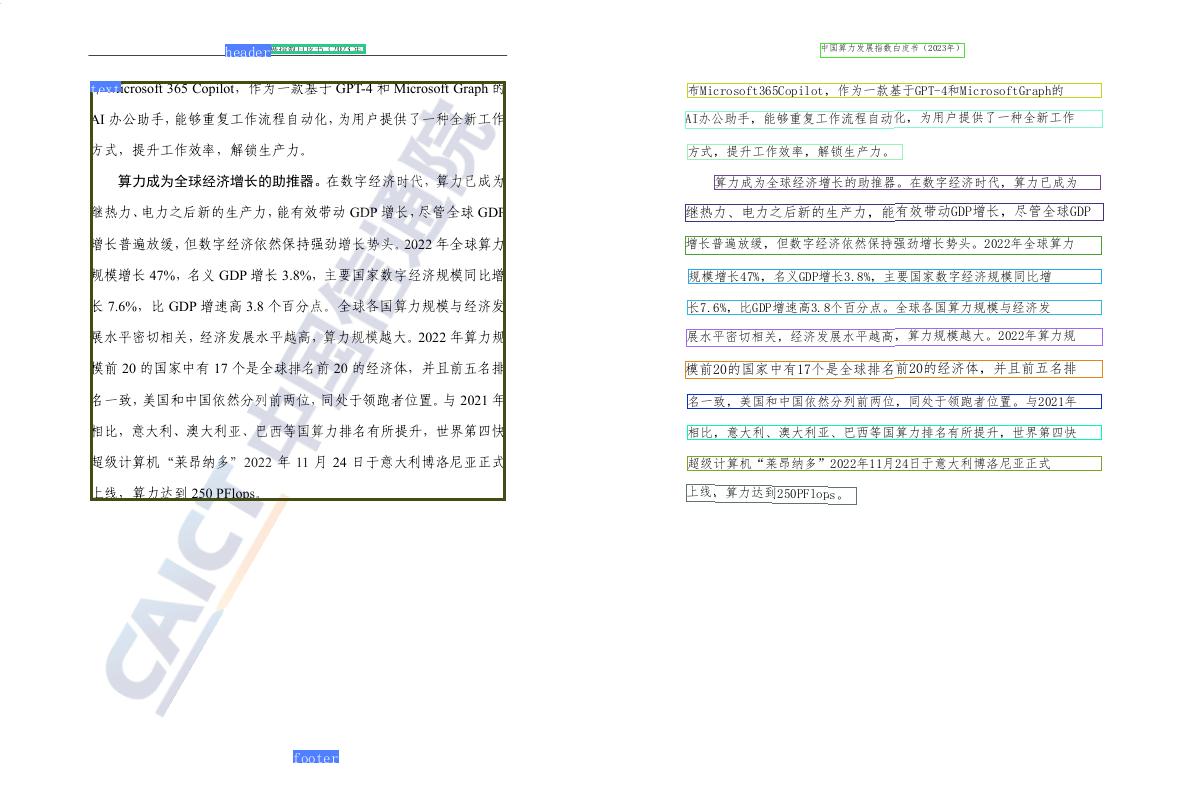 header
text
icrosoft 365 Copilot，作为一款基于 GPT-4 和 Microsoft Graph 的
AI 办公助手，能够重复工作流程自动化，为用户提供了一种全新工作
方式，提升工作效率，解锁生产力。
算力成为全球经济增长的助推器。在数字经济时代，算力已成为
继热力、电力之后新的生产力，能有效带动 GDP 增长，尽管全球 GDP
增长普遍放缓，但数字经济依然保持强劲增长势头。2022 年全球算力
规模增长 47%，名义 GDP 增长 3.8%，主要国家数字经济规模同比增
长 7.6%，比 GDP 增速高 3.8 个百分点。全球各国算力规模与经济发
展水平密切相关，经济发展水平越高，算力规模越大。2022 年算力规
模前 20 的国家中有 17 个是全球排名前 20 的经济体，并且前五名排
名一致，美国和中国依然分列前两位，同处于领跑者位置。与 2021 年
相比，意大利、澳大利亚、巴西等国算力排名有所提升，世界第四快
超级计算机“莱昂纳多”2022 年 11 月 24 日于意大利博洛尼亚正式
上线，算力达到 250 PFlops。
CAICT 中国信通院
footer
中国算力发展指数白皮书（2023年）
布Microsoft365Copilot，作为一款基于GPT-4和MicrosoftGraph的
AI办公助手，能够重复工作流程自动化，为用户提供了一种全新工作
方式，提升工作效率，解锁生产力。
算力成为全球经济增长的助推器。在数字经济时代，算力已成为
继热力、电力之后新的生产力，能有效带动GDP增长，尽管全球GDP
增长普遍放缓，但数字经济依然保持强劲增长势头。2022年全球算力
规模增长47%，名义GDP增长3.8%，主要国家数字经济规模同比增
长7.6%，比GDP增速高3.8个百分点。全球各国算力规模与经济发
展水平密切相关，经济发展水平越高，算力规模越大。2022年算力规
模前20的国家中有17个是全球排名前20的经济体，并且前五名排
名一致，美国和中国依然分列前两位，同处于领跑者位置。与2021年
相比，意大利、澳大利亚、巴西等国算力排名有所提升，世界第四快
超级计算机“莱昂纳多”2022年11月24日于意大利博洛尼亚正式
上线，算力达到250PFlops。